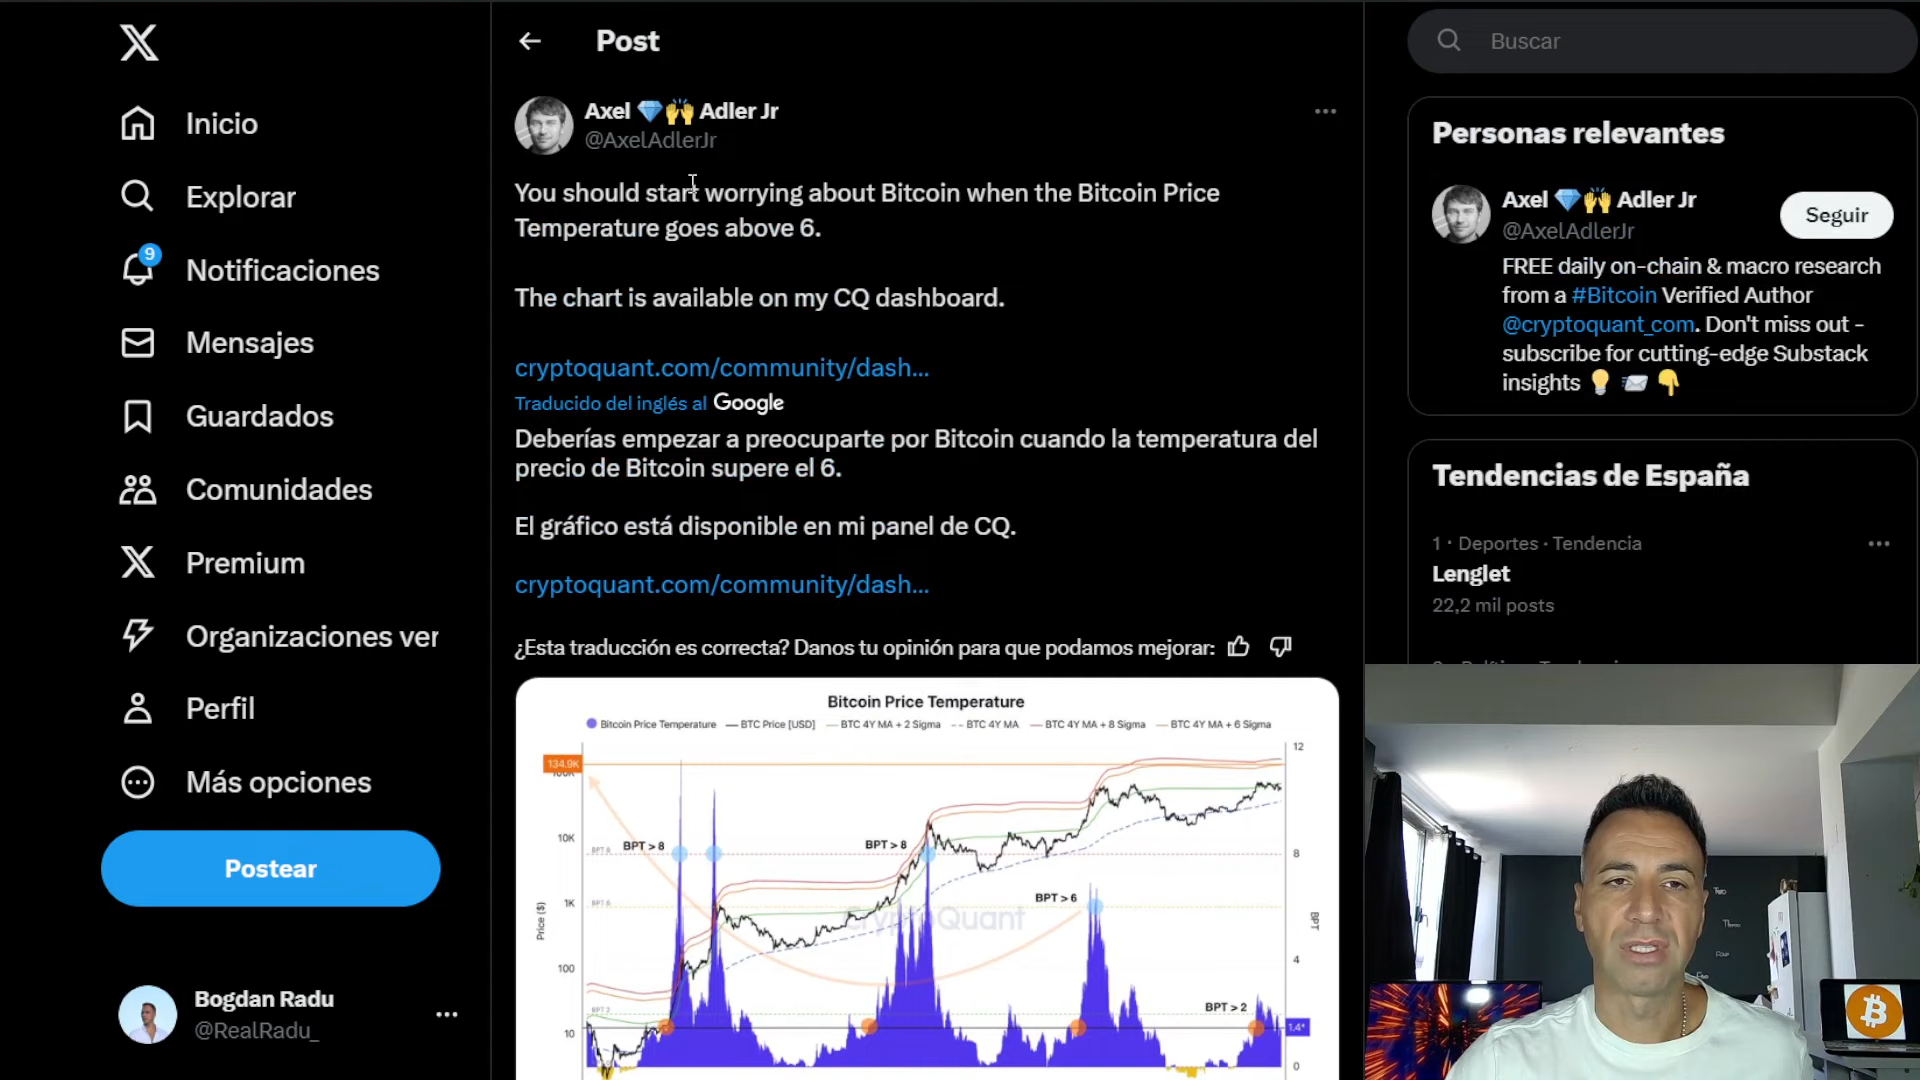 Inicio
Explorar
9
Notificaciones
Mensajes
Guardados
Comunidades
Premium
Organizaciones ver
Perfil
Más opciones
Postear
Bogdan Radu
@RealRadu_
Post
Axel 💎🙌 Adler Jr
@AxelAdlerJr
You should start worrying about Bitcoin when the Bitcoin Price
Temperature goes above 6.
The chart is available on my CQ dashboard.
cryptoquant.com/community/dash...
Traducido del inglés al Google
Deberías empezar a preocuparte por Bitcoin cuando la temperatura del
precio de Bitcoin supere el 6.
El gráfico está disponible en mi panel de CQ.
cryptoquant.com/community/dash...
¿Esta traducción es correcta? Danos tu opinión para que podamos mejorar:
Bitcoin Price Temperature
Bitcoin Price Temperature BTC Price [USD] BTC 4Y MA + 2 Sigma BTC 4Y MA BTC 4Y MA + 8 Sigma BTC 4Y MA + 6 Sigma
12
134.9K
10K
BPT 8
BPT > 8
BPT > 8
8
1K
BPT 6
BPT > 6
CryptoQuant
Price ($)
BPT
4
100
BPT 2
BPT > 2
10
1.4*
0
Buscar
Personas relevantes
Axel 💎🙌 Adler Jr
@AxelAdlerJr
Seguir
FREE daily on-chain & macro research
from a #Bitcoin Verified Author
@cryptoquant_com. Don't miss out -
subscribe for cutting-edge Substack
insights 💡 📨 👇
Tendencias de España
1 · Deportes · Tendencia
Lenglet
22,2 mil posts